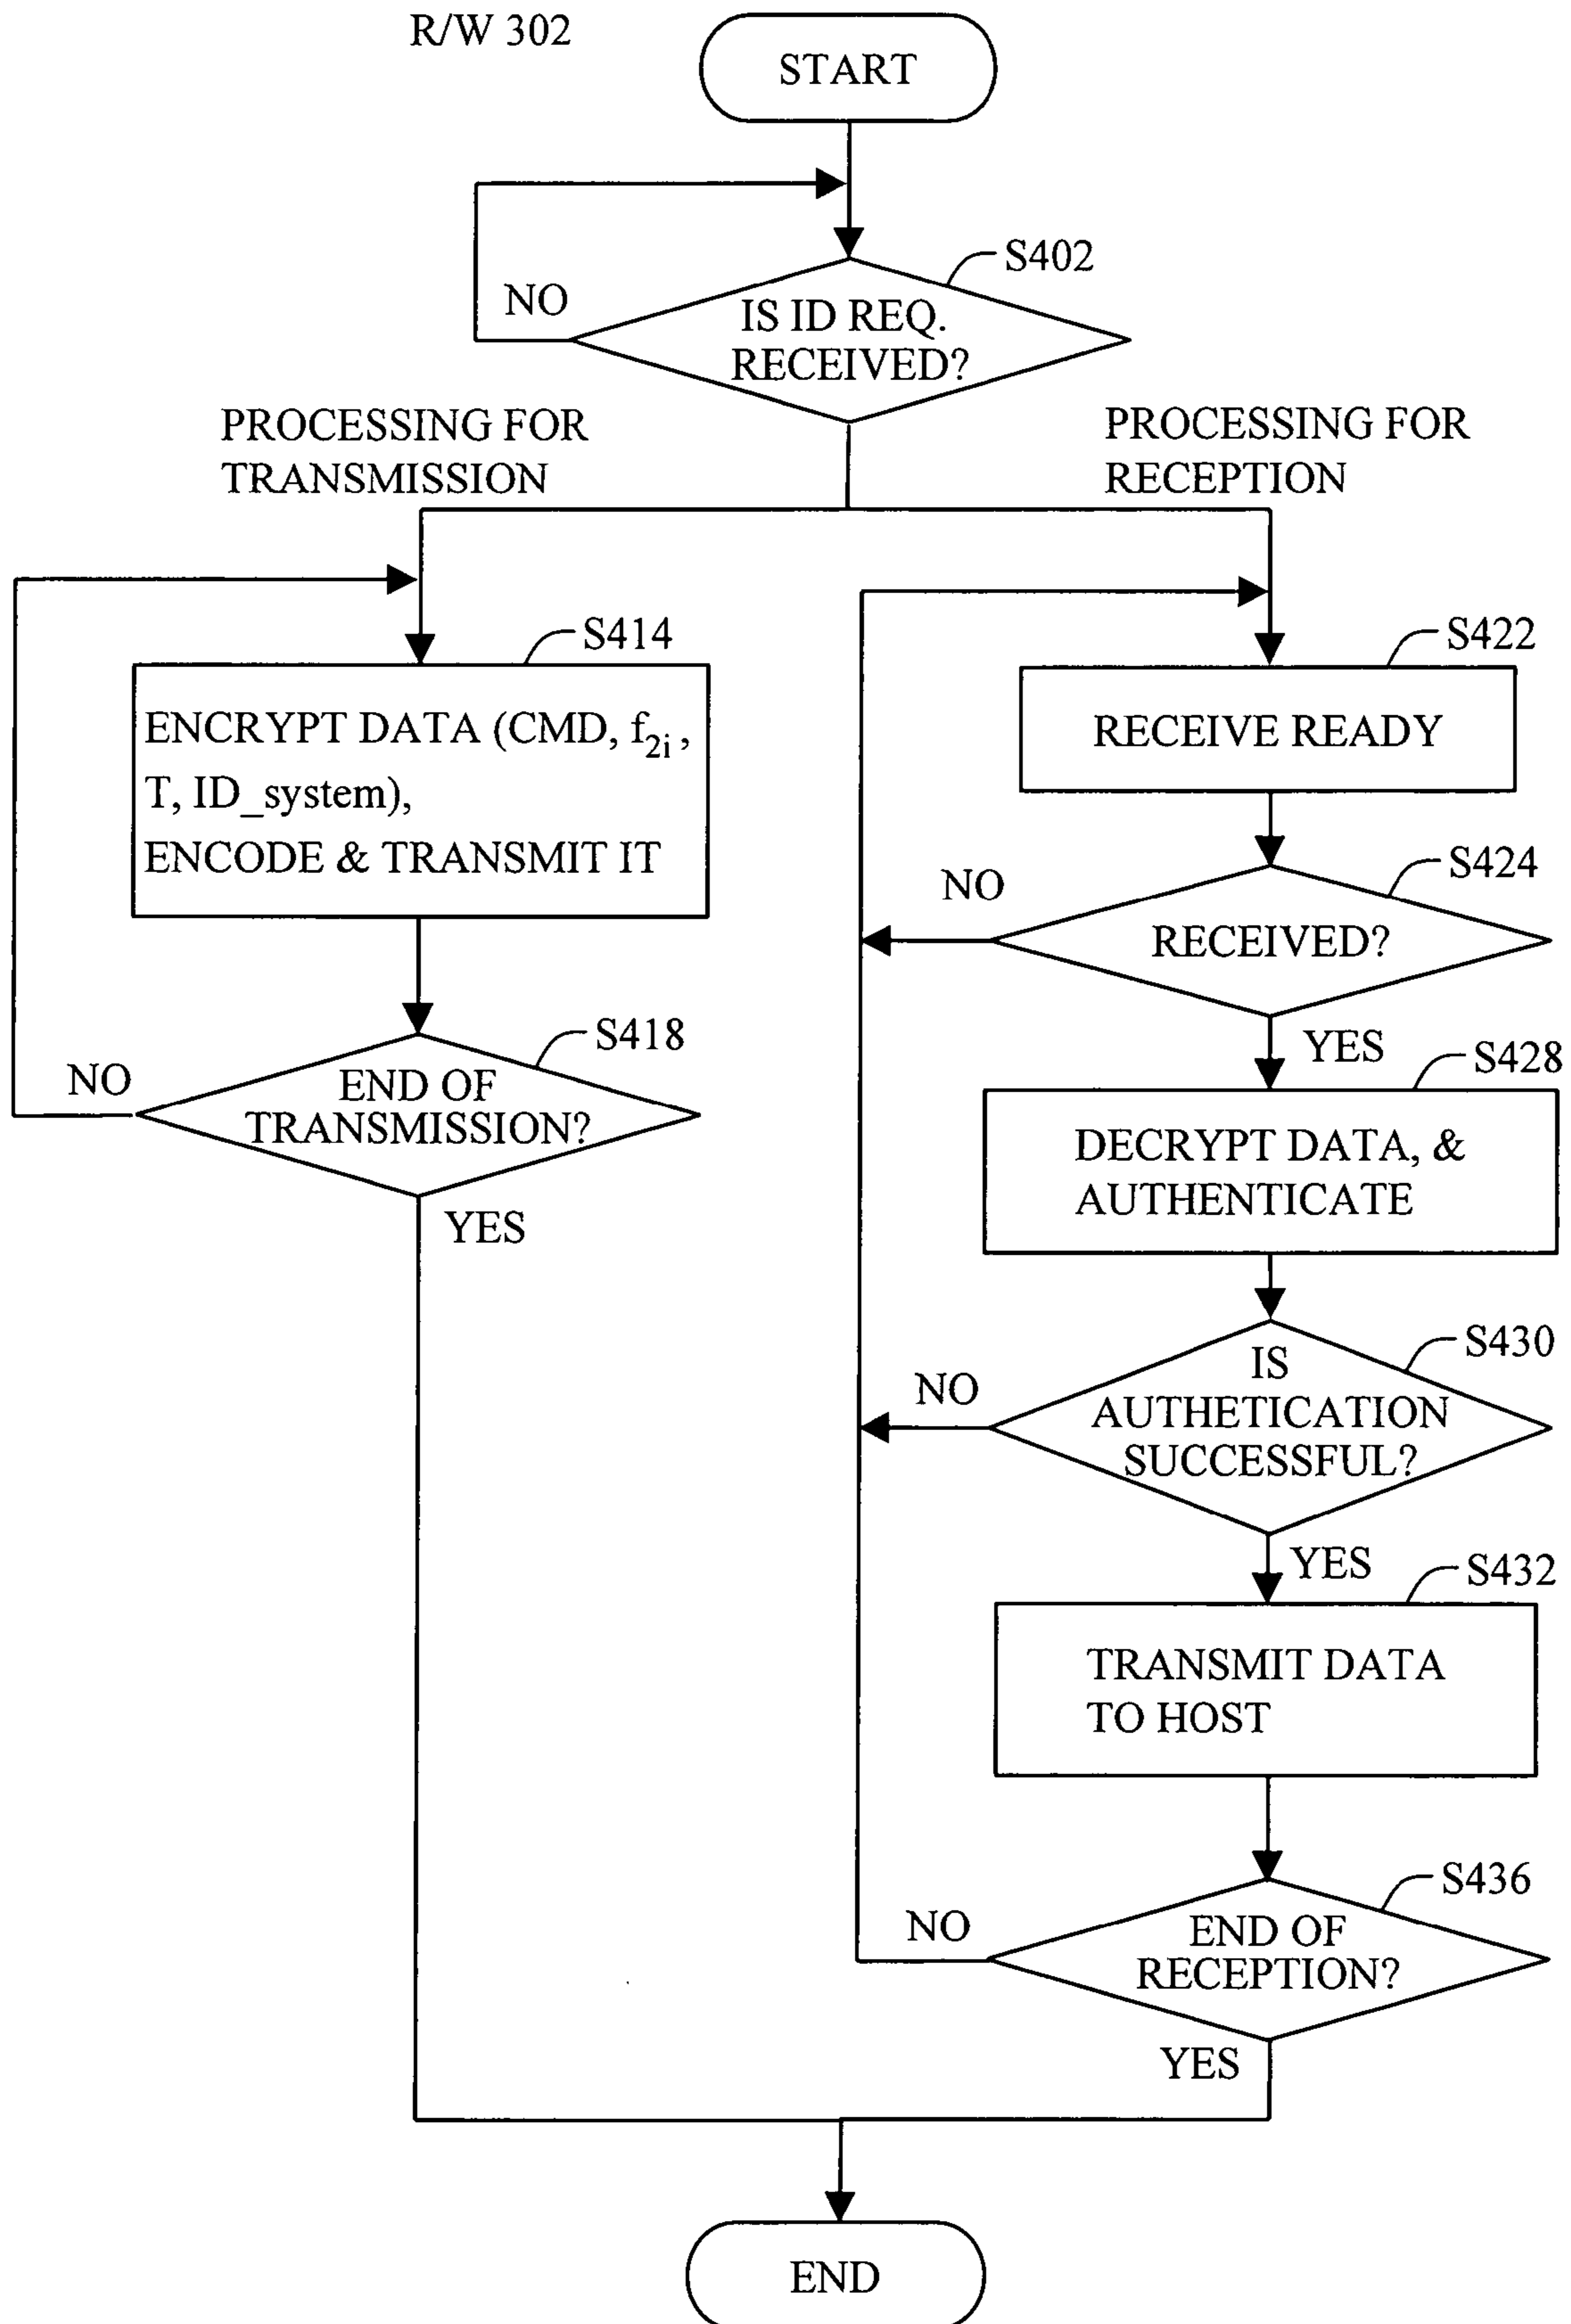 R/W 302
START
S402
NO
IS ID REQ.
RECEIVED?
PROCESSING FOR
TRANSMISSION
PROCESSING FOR
RECEPTION
S414
ENCRYPT DATA (CMD, f2i,
T, ID_system),
ENCODE & TRANSMIT IT
S418
NO
END OF
TRANSMISSION?
YES
S422
RECEIVE READY
S424
NO
RECEIVED?
YES
S428
DECRYPT DATA, &
AUTHENTICATE
S430
NO
IS
AUTHETICATION
SUCCESSFUL?
YES
S432
TRANSMIT DATA
TO HOST
S436
NO
END OF
RECEPTION?
YES
END